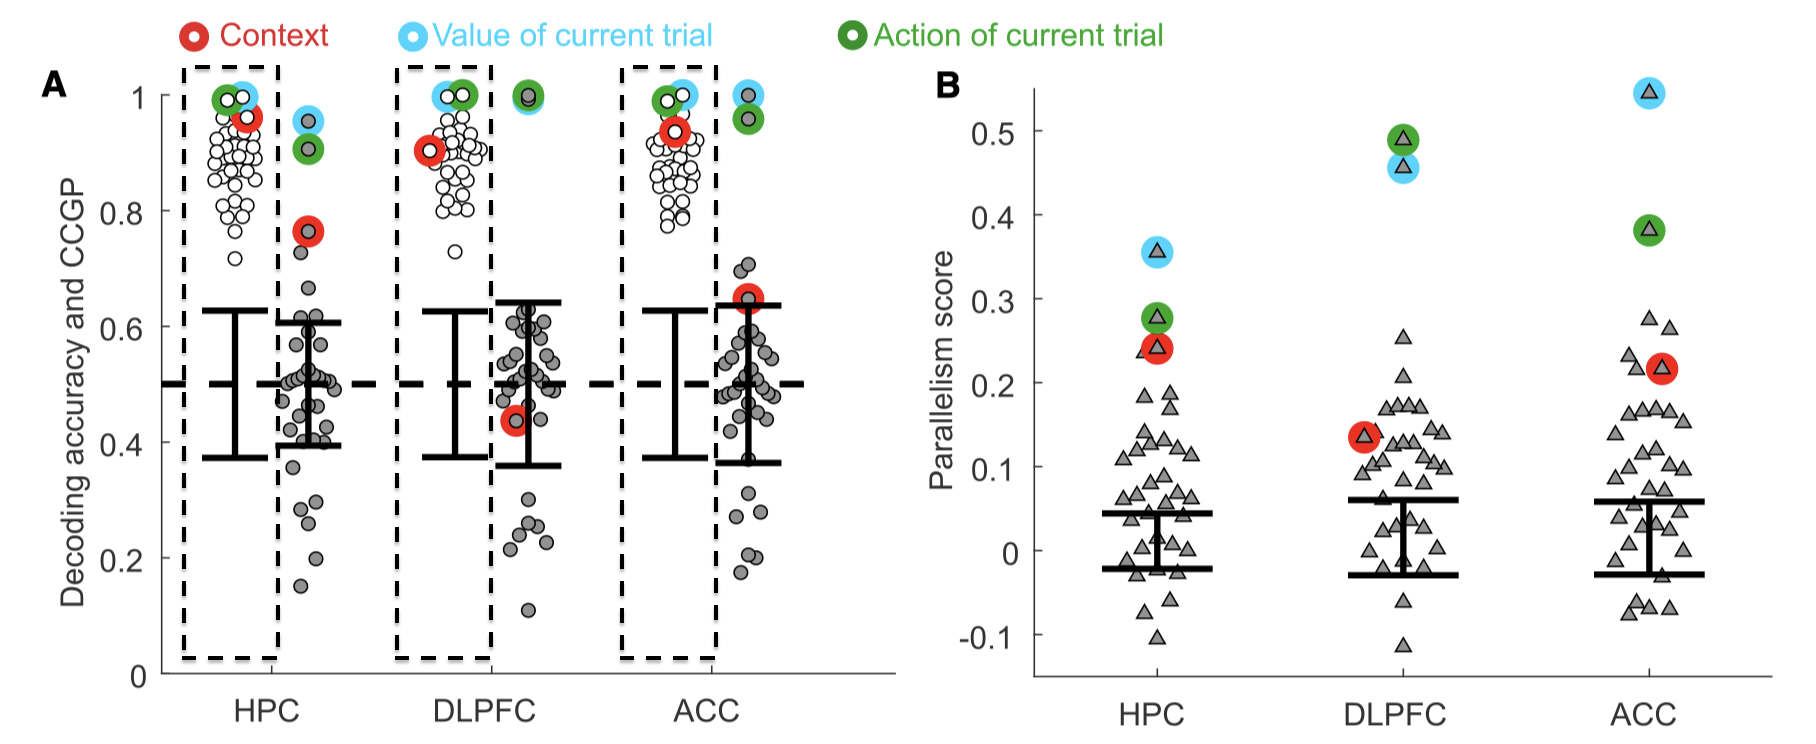 Context
Value of current trial
Action of current trial
A
Decoding accuracy and CCGP
1
0.8
0.6
0.4
0.2
0
HPC
DLPFC
ACC
B
Parallelism score
0.5
0.4
0.3
0.2
0.1
0
-0.1
HPC
DLPFC
ACC